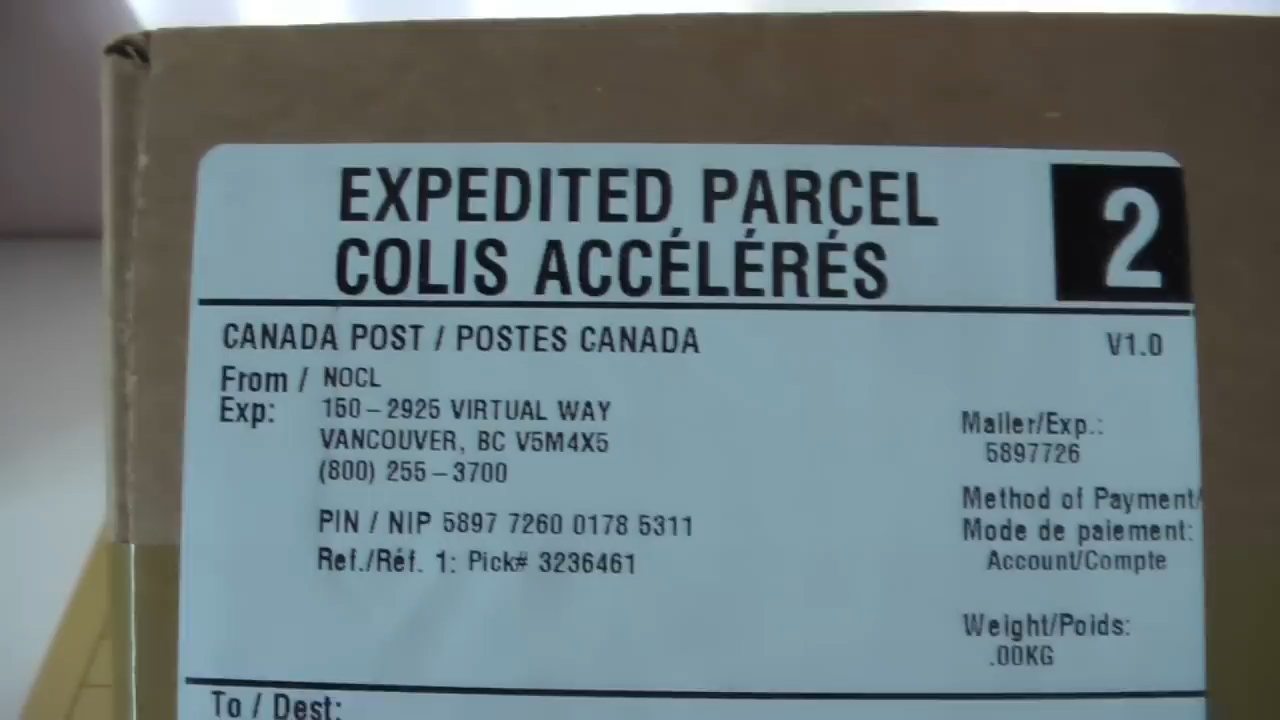 EXPEDITED PARCEL
COLIS ACCÉLÉRÉS
2
CANADA POST / POSTES CANADA
V1.0
From / NOCL
Exp: 150-2925 VIRTUAL WAY
VANCOUVER, BC V5M4X5
(800) 255-3700
PIN / NIP 5897 7260 0178 5311
Ref./Réf. 1: Pick# 3236461
Mailer/Exp.:
5897726
Method of Payment/
Mode de paiement:
Account/Compte
Weight/Poids:
.00KG
To / Dest: